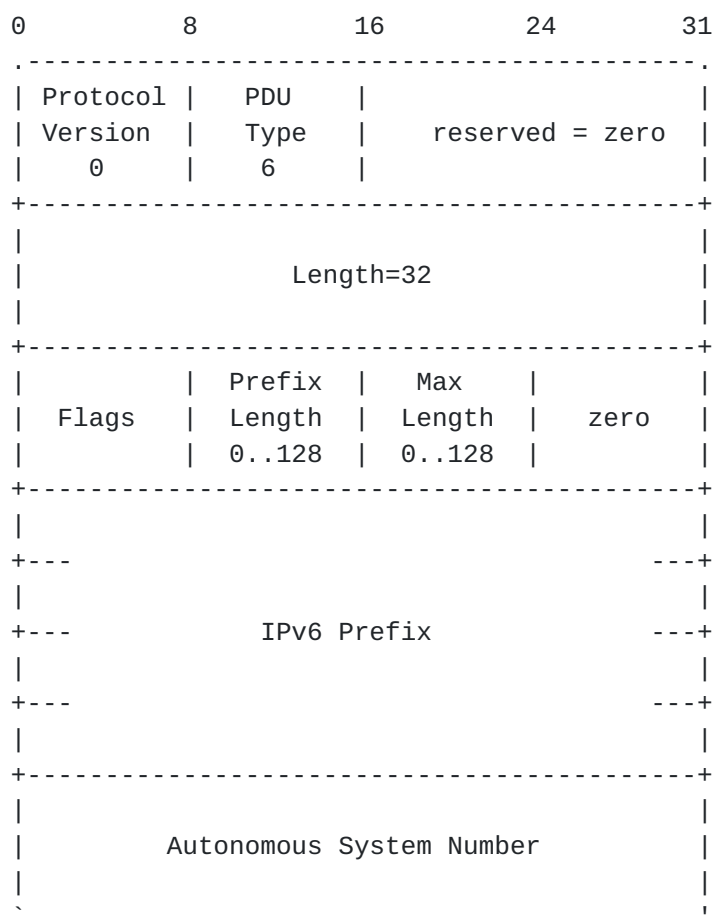 0          8          16         24        31
.-------------------------------------------.
| Protocol |   PDU    |                     |
| Version  |   Type   |    reserved = zero  |
|    0     |    6     |                     |
+-------------------------------------------+
|                                           |
|                 Length=32                 |
|                                           |
+-------------------------------------------+
|          |  Prefix  |   Max    |          |
|  Flags   |  Length  |  Length  |   zero   |
|          |  0..128  |  0..128  |          |
+-------------------------------------------+
|                                           |
+---                                     ---+
|                                           |
+---            IPv6 Prefix              ---+
|                                           |
+---                                     ---+
|                                           |
+-------------------------------------------+
|                                           |
|         Autonomous System Number          |
|                                           |
`-------------------------------------------'